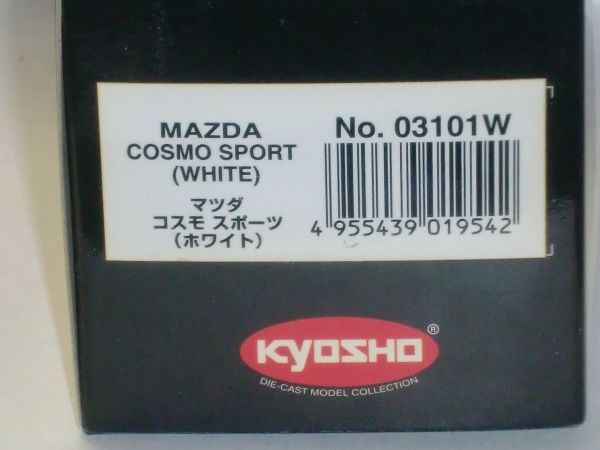 MAZDA
COSMO SPORT
(WHITE)
マツダ
コスモ スポーツ
(ホワイト)
No. 03101W
4 955439 019542
KYOSHO ®
DIE-CAST MODEL COLLECTION